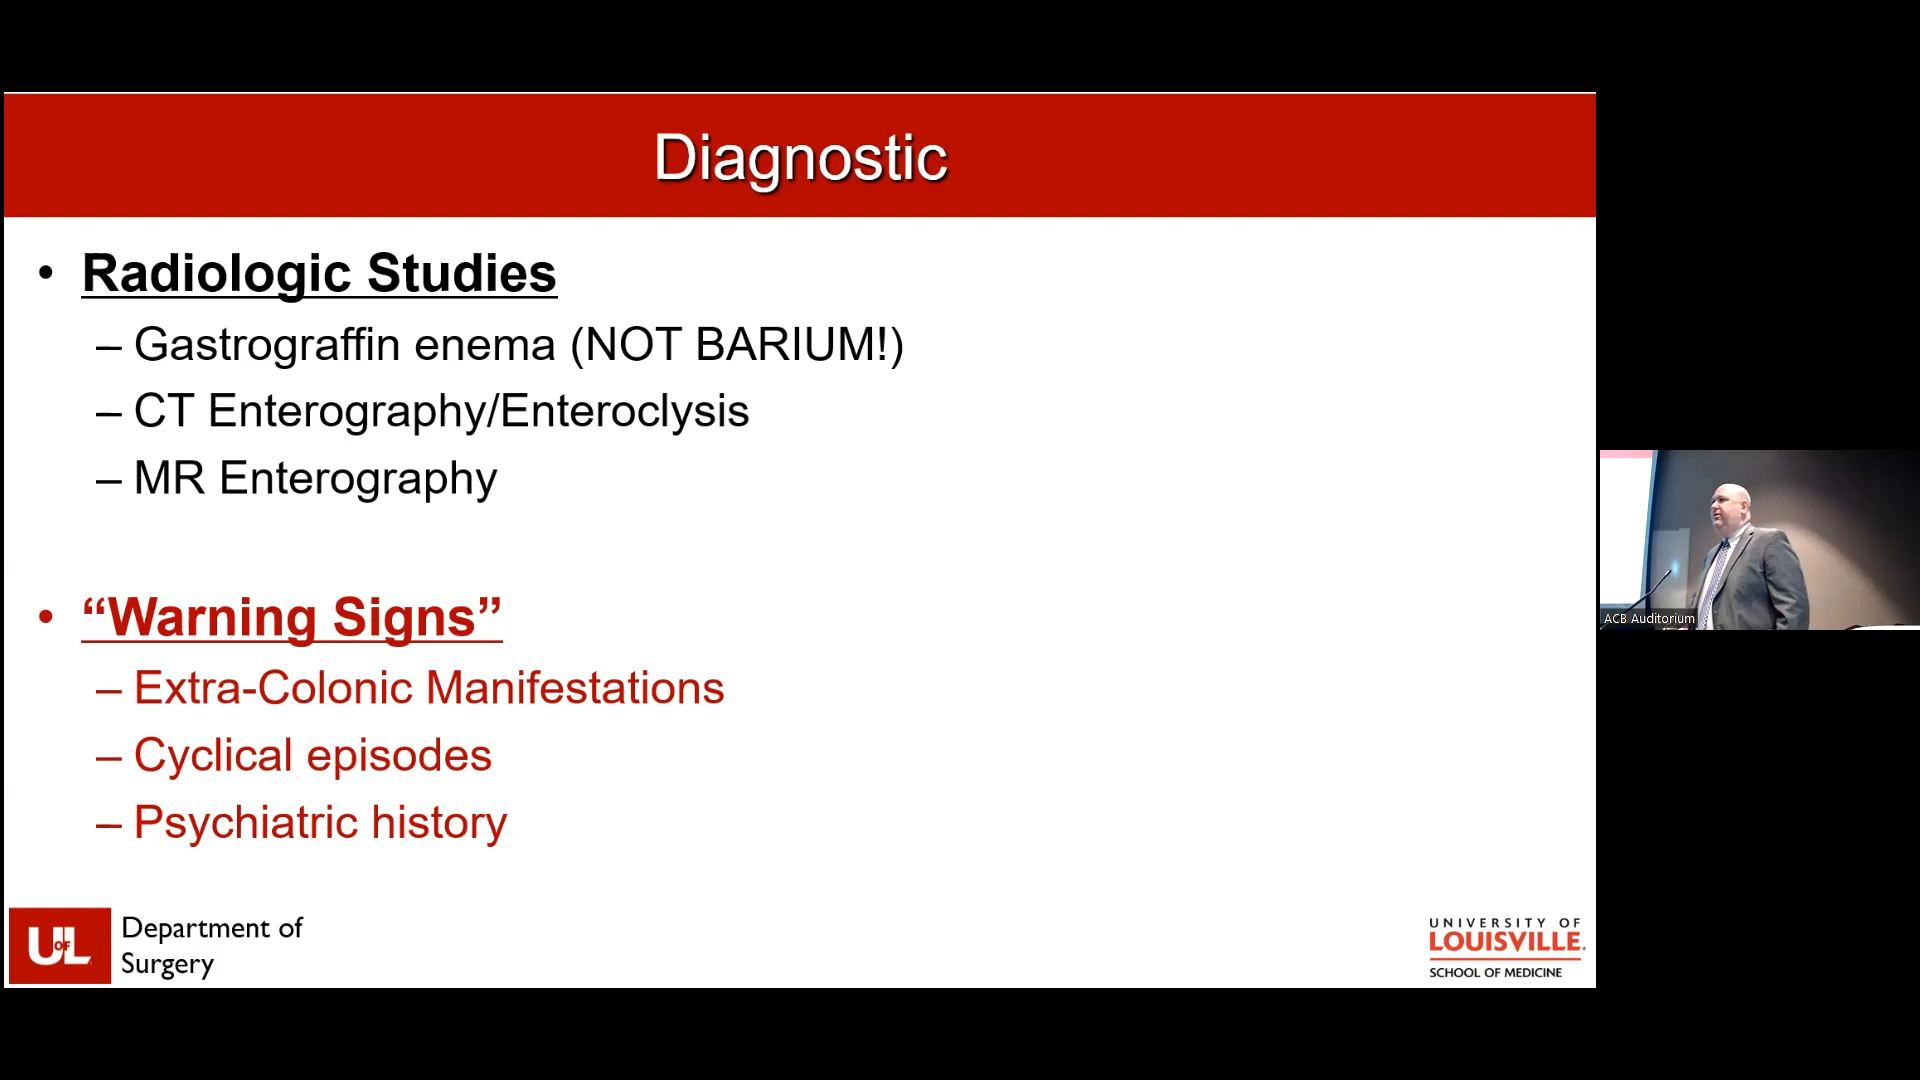 Diagnostic
• Radiologic Studies
– Gastrograffin enema (NOT BARIUM!)
– CT Enterography/Enteroclysis
– MR Enterography
• “Warning Signs”
– Extra-Colonic Manifestations
– Cyclical episodes
– Psychiatric history
UofL
Department of
Surgery
UNIVERSITY OF
LOUISVILLE®
SCHOOL OF MEDICINE
ACB Auditorium